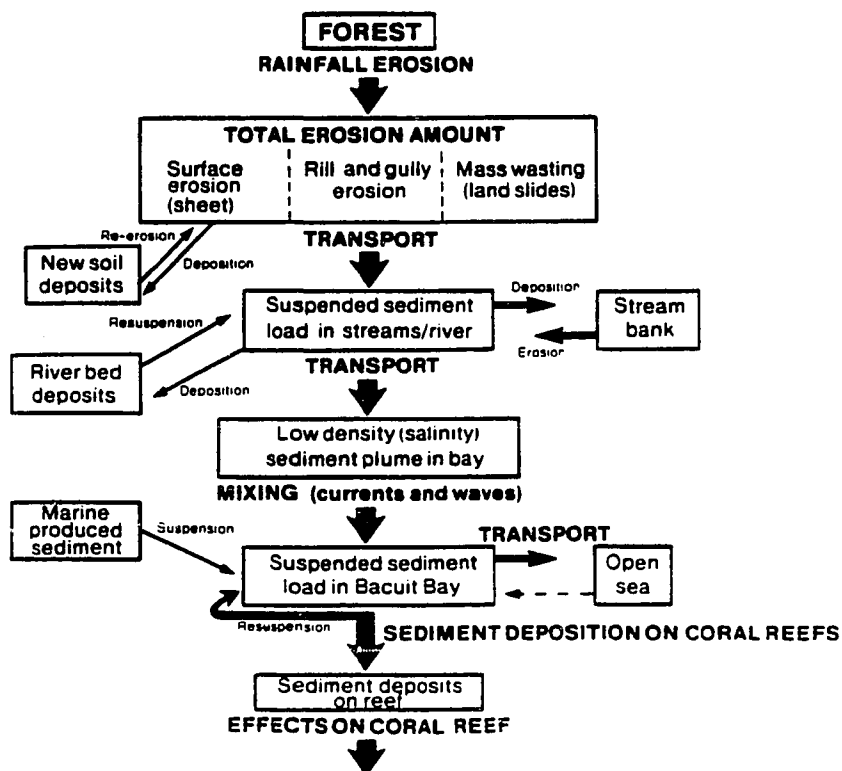 FOREST
RAINFALL EROSION
TOTAL EROSION AMOUNT
Surface
erosion
(sheet)
Rill and gully
erosion
Mass wasting
(land slides)
Re-erosion
Deposition
New soil
deposits
TRANSPORT
Suspended sediment
load in streams/river
Deposition
Erosion
Stream
bank
Resuspension
Deposition
River bed
deposits
TRANSPORT
Low density (salinity)
sediment plume in bay
MIXING (currents and waves)
Marine
produced
sediment
Suspension
Suspended sediment
load in Bacuit Bay
TRANSPORT
Open
sea
Resuspension
SEDIMENT DEPOSITION ON CORAL REEFS
Sediment deposits
on reef
EFFECTS ON CORAL REEF